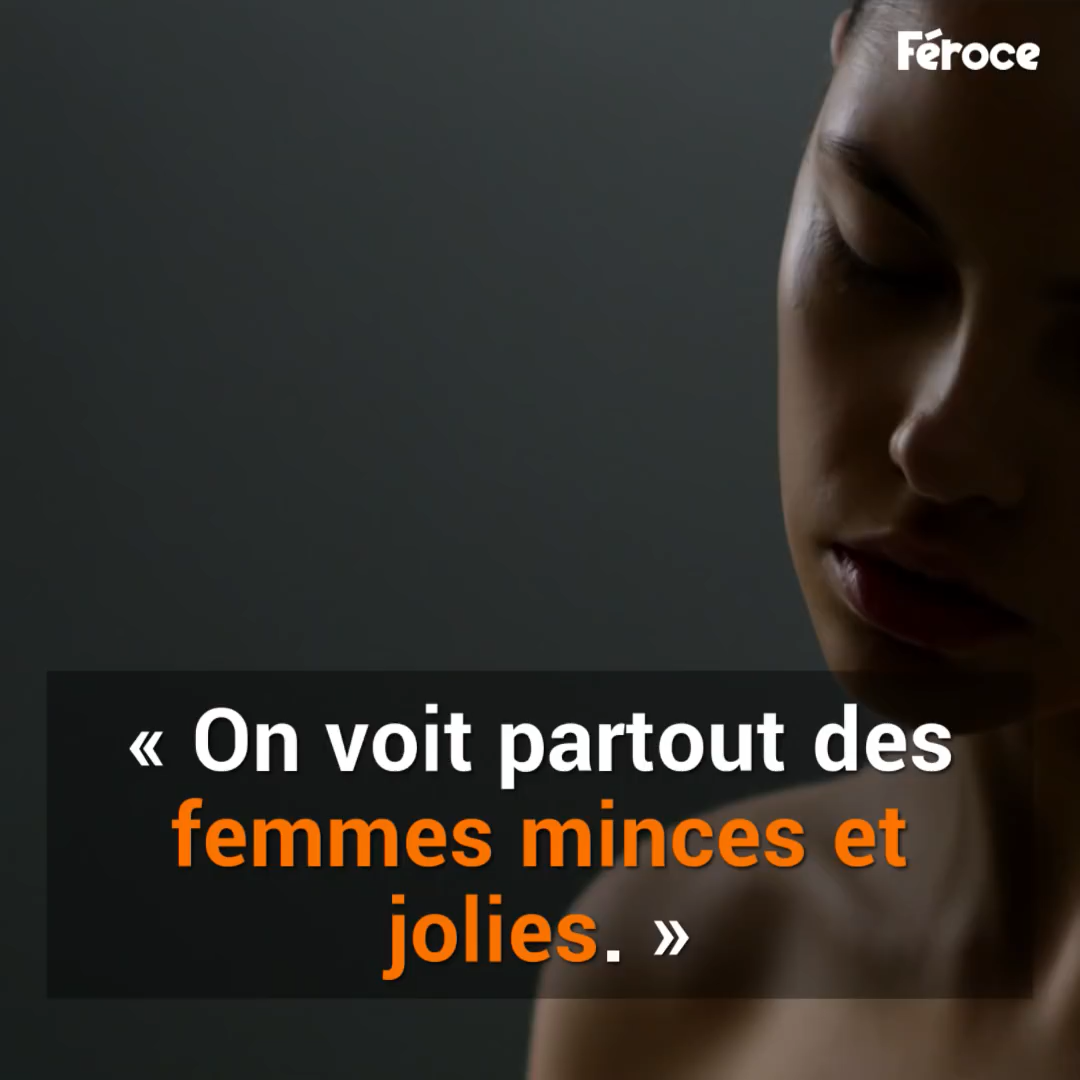 Féroce
« On voit partout des
femmes minces et
jolies. »